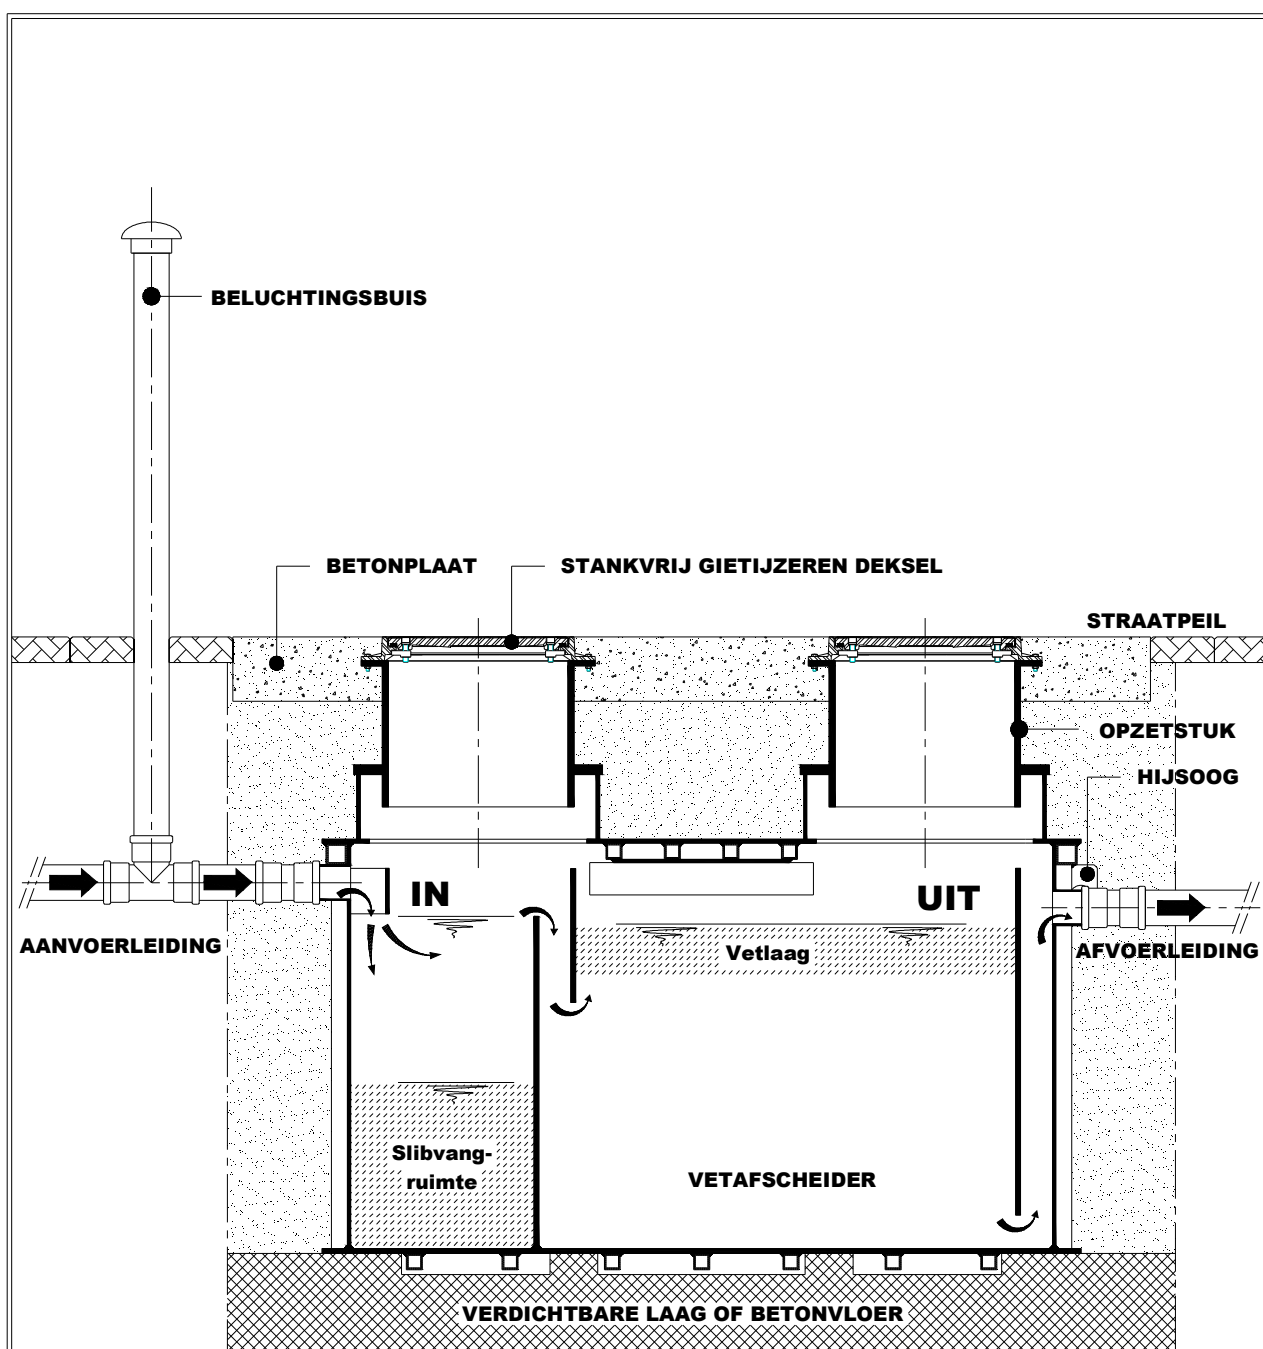 BELUCHTINGSBUIS
BETONPLAAT
STANKVRIJ GIETIJZEREN DEKSEL
STRAATPEIL
OPZETSTUK
HIJSOOG
IN
UIT
AANVOERLEIDING
Vetlaag
AFVOERLEIDING
Slibvang-
ruimte
VETAFSCHEIDER
VERDICHTBARE LAAG OF BETONVLOER